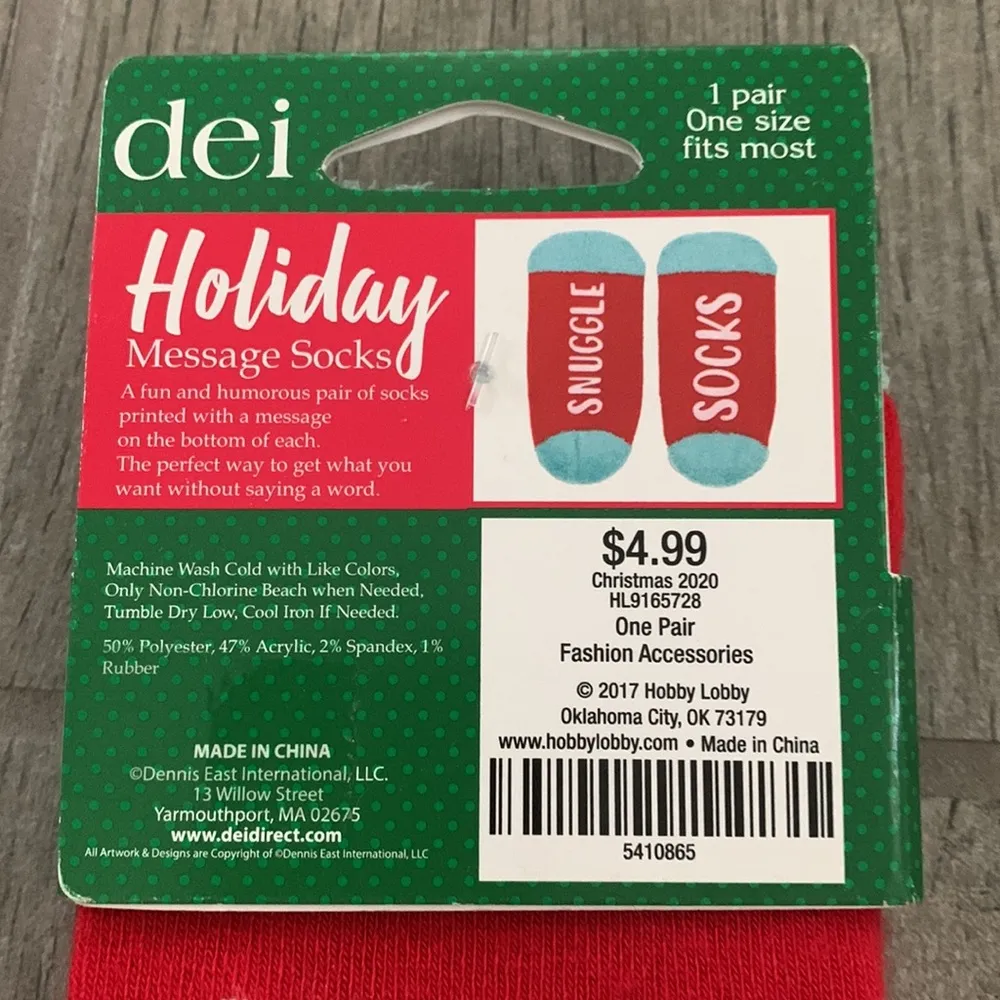 dei
1 pair
One size
fits most
Holiday
Message Socks
A fun and humorous pair of socks
printed with a message
on the bottom of each.
The perfect way to get what you
want without saying a word.
SNUGGLE
SOCKS
Machine Wash Cold with Like Colors,
Only Non-Chlorine Beach when Needed,
Tumble Dry Low, Cool Iron If Needed.
50% Polyester, 47% Acrylic, 2% Spandex, 1%
Rubber
MADE IN CHINA
©Dennis East International, LLC.
13 Willow Street
Yarmouthport, MA 02675
www.deidirect.com
All Artwork & Designs are Copyright of ©Dennis East International, LLC
$4.99
Christmas 2020
HL9165728
One Pair
Fashion Accessories
© 2017 Hobby Lobby
Oklahoma City, OK 73179
www.hobbylobby.com • Made in China
5410865